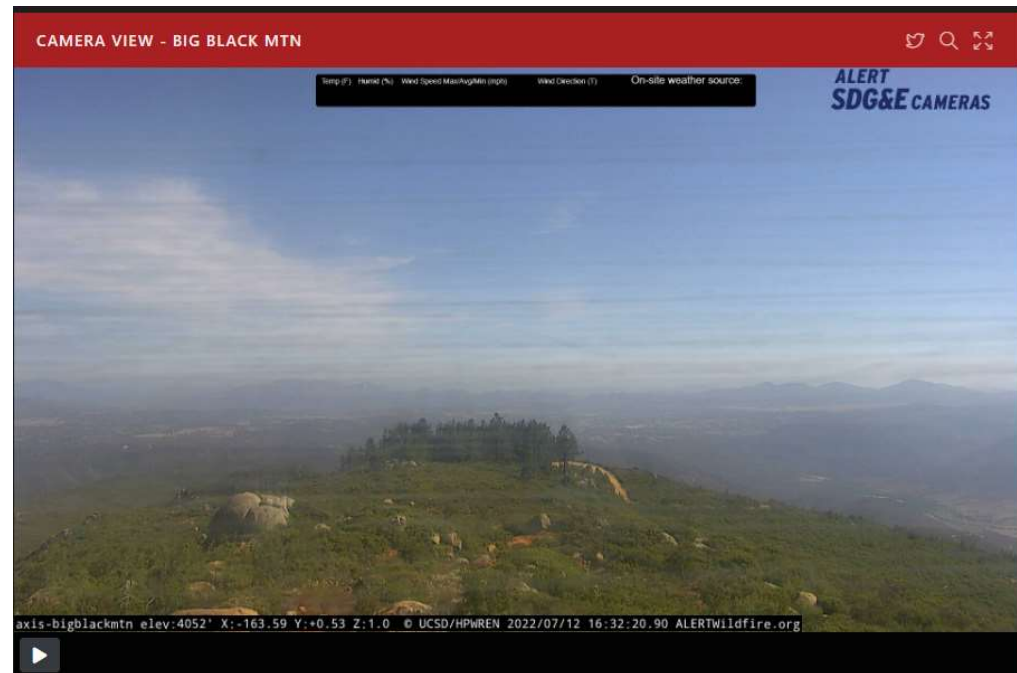 CAMERA VIEW - BIG BLACK MTN
Temp (F) Humid (%) Wind Speed Max/Avg/Min (mph) Wind Direction (T) On-site weather source:
ALERT
SDG&E CAMERAS
axis-bigblackmtn elev:4052' X:-163.59 Y:+0.53 Z:1.0 © UCSD/HPWREN 2022/07/12 16:32:20.90 ALERTWildfire.org